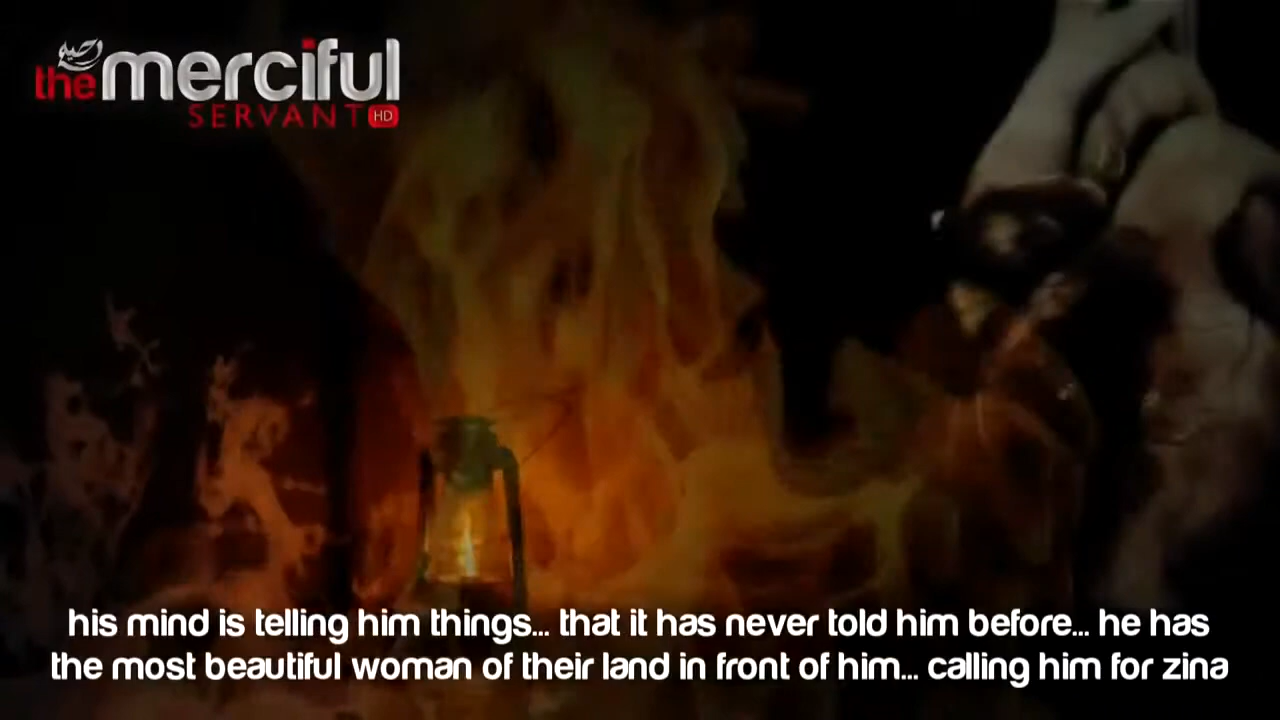 the merciful
SERVANT HD
his mind is telling him things... that it has never told him before... he has
the most beautiful woman of their land in front of him... calling him for zina